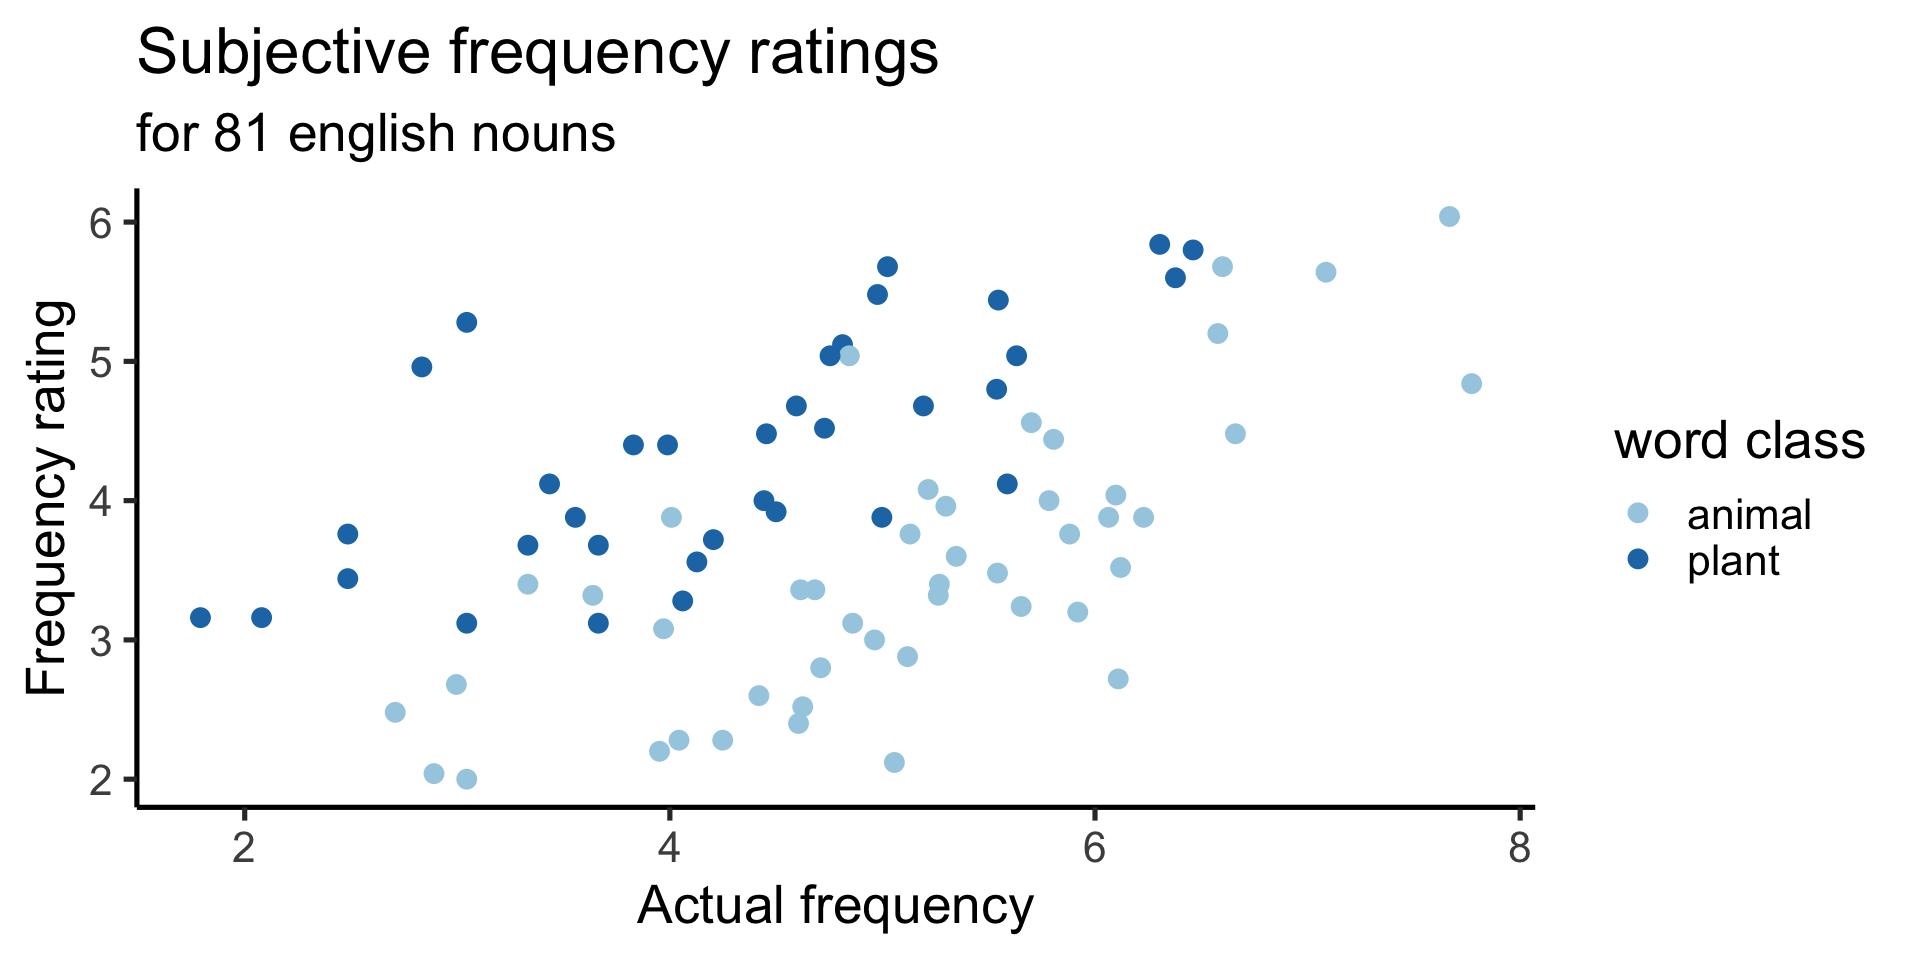 Subjective frequency ratings
for 81 english nouns
6
5
4
3
2
Frequency rating
2 4 6 8
Actual frequency
word class
animal
plant